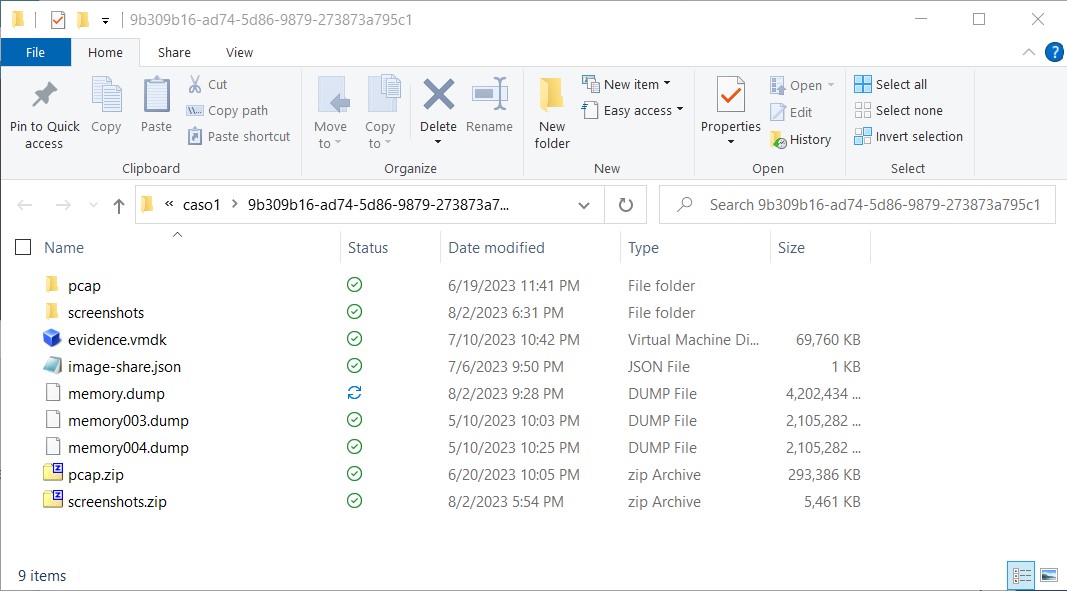 9b309b16-ad74-5d86-9879-273873a795c1
File Home Share View
Pin to Quick access
Copy
Paste
Cut
Copy path
Paste shortcut
Clipboard
Move to
Copy to
Delete
Rename
Organize
New folder
New item
Easy access
New
Properties
Open
Edit
History
Open
Select all
Select none
Invert selection
Select
« caso1 > 9b309b16-ad74-5d86-9879-273873a7...
Search 9b309b16-ad74-5d86-9879-273873a795c1
Name Status Date modified Type Size
pcap 6/19/2023 11:41 PM File folder
screenshots 8/2/2023 6:31 PM File folder
evidence.vmdk 7/10/2023 10:42 PM Virtual Machine Di... 69,760 KB
image-share.json 7/6/2023 9:50 PM JSON File 1 KB
memory.dump 8/2/2023 9:28 PM DUMP File 4,202,434 ...
memory003.dump 5/10/2023 10:03 PM DUMP File 2,105,282 ...
memory004.dump 5/10/2023 10:25 PM DUMP File 2,105,282 ...
pcap.zip 6/20/2023 10:05 PM zip Archive 293,386 KB
screenshots.zip 8/2/2023 5:54 PM zip Archive 5,461 KB
9 items